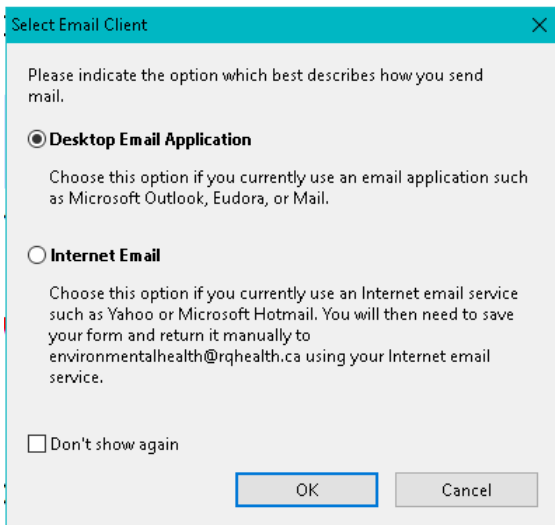 Select Email Client
Please indicate the option which best describes how you send
mail.
Desktop Email Application
Choose this option if you currently use an email application such
as Microsoft Outlook, Eudora, or Mail.
Internet Email
Choose this option if you currently use an Internet email service
such as Yahoo or Microsoft Hotmail. You will then need to save
your form and return it manually to
environmentalhealth@rqhealth.ca using your Internet email
service.
Don't show again
OK Cancel